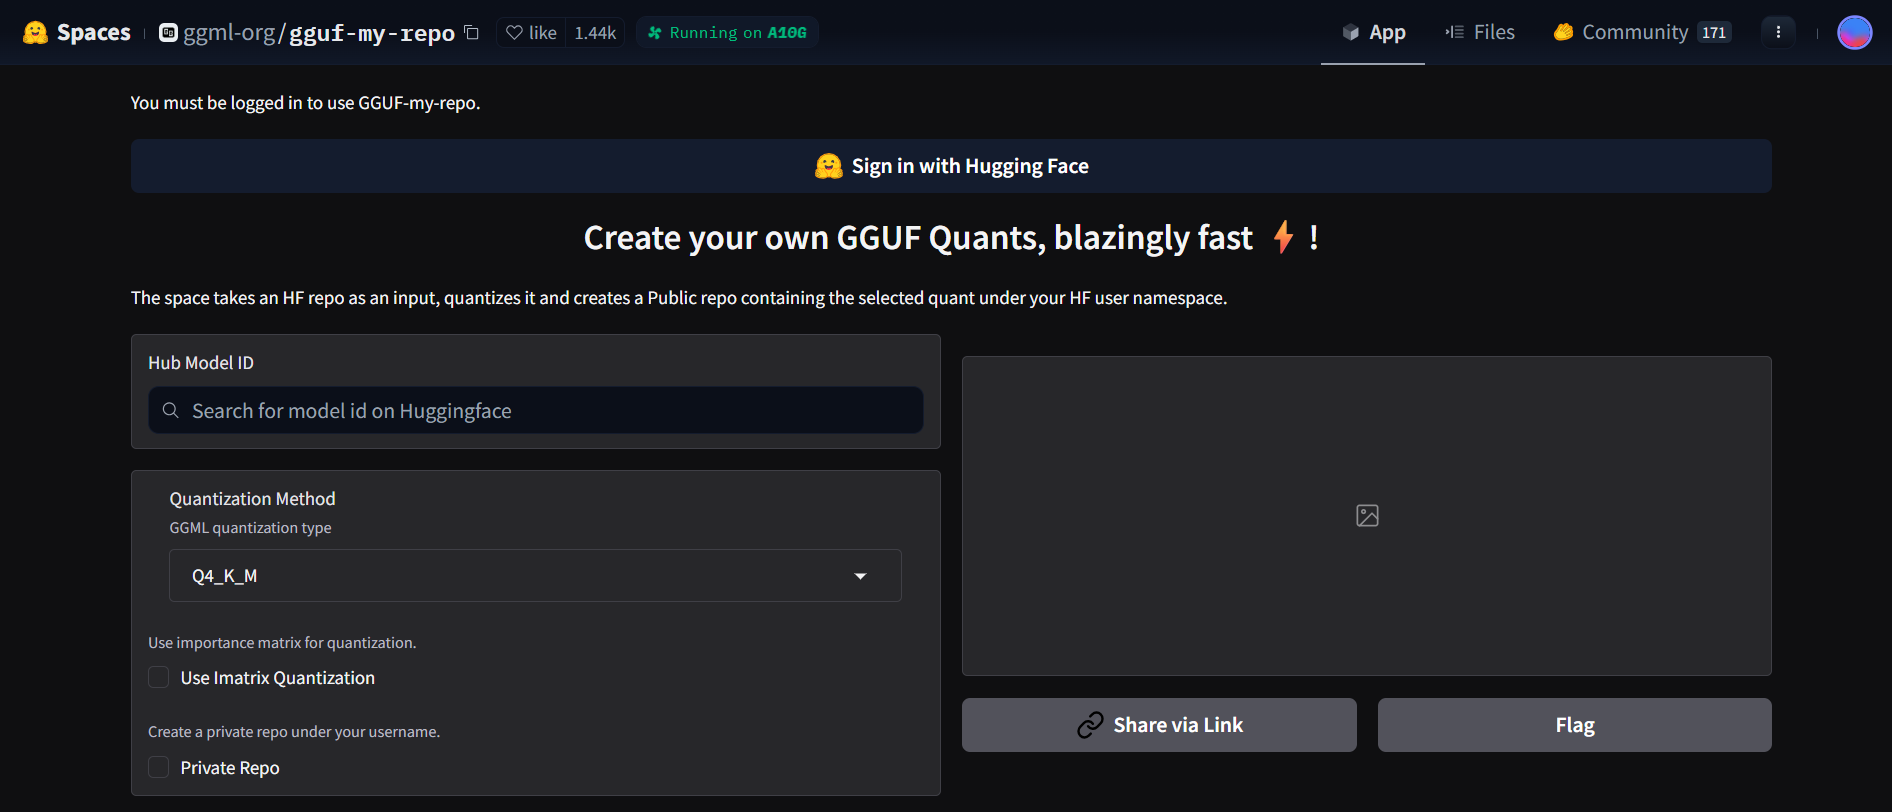 Spaces ggml-org/gguf-my-repo like 1.44k Running on A10G App Files Community 171
You must be logged in to use GGUF-my-repo.
Sign in with Hugging Face
Create your own GGUF Quants, blazingly fast ⚡ !
The space takes an HF repo as an input, quantizes it and creates a Public repo containing the selected quant under your HF user namespace.
Hub Model ID
Search for model id on Huggingface
Quantization Method
GGML quantization type
Q4_K_M
Use importance matrix for quantization.
Use Imatrix Quantization
Create a private repo under your username.
Private Repo
Share via Link
Flag